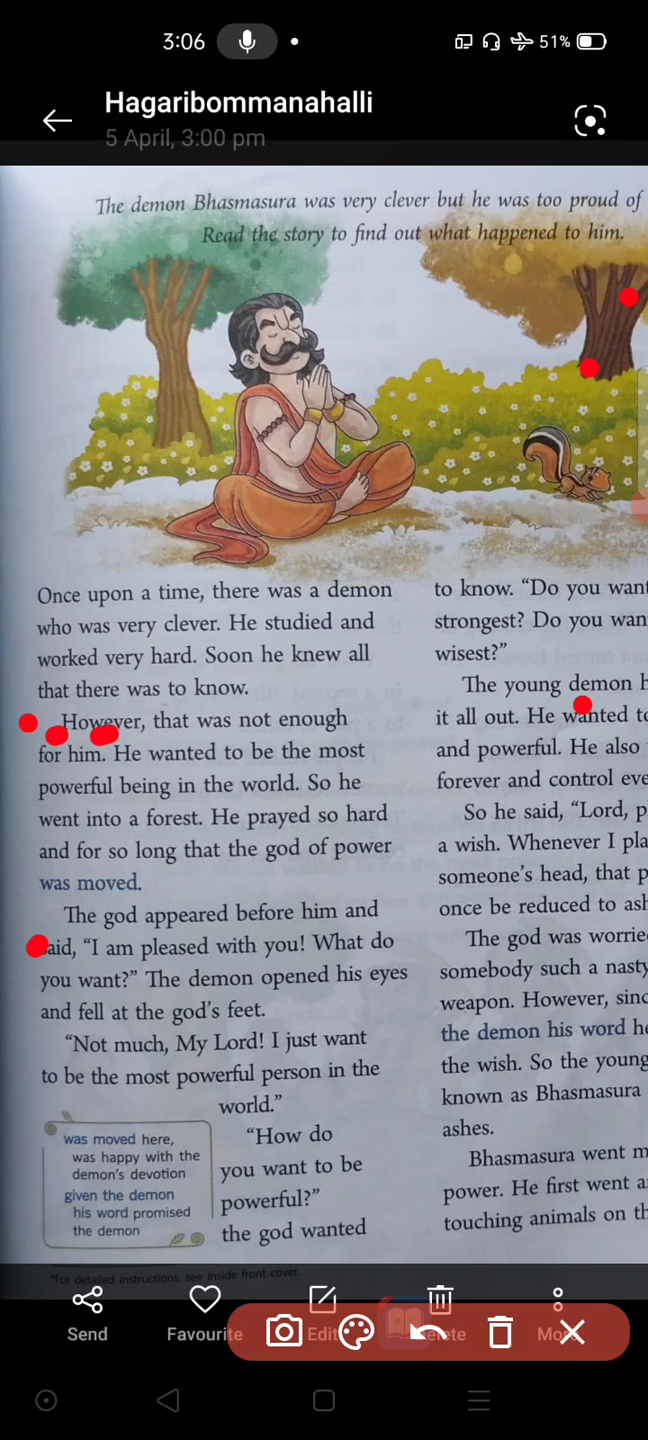 3:06
51%
Hagaribommanahalli
5 April, 3:00 pm
The demon Bhasmasura was very clever but he was too proud of
Read the story to find out what happened to him.
Once upon a time, there was a demon
who was very clever. He studied and
worked very hard. Soon he knew all
that there was to know.
However, that was not enough
for him. He wanted to be the most
powerful being in the world. So he
went into a forest. He prayed so hard
and for so long that the god of power
was moved.
The god appeared before him and
said, “I am pleased with you! What do
you want?” The demon opened his eyes
and fell at the god's feet.
“Not much, My Lord! I just want
to be the most powerful person in the
world.”
“How do
you want to be
powerful?”
the god wanted
was moved here,
was happy with the
demon's devotion
given the demon
his word promised
the demon
to know. “Do you want
strongest? Do you wan
wisest?”
The young demon h
it all out. He wanted to
and powerful. He also
forever and control eve
So he said, “Lord, p
a wish. Whenever I pla
someone's head, that p
once be reduced to ash
The god was worrie
somebody such a nasty
weapon. However, sinc
the demon his word he
the wish. So the young
known as Bhasmasura
ashes.
Bhasmasura went m
power. He first went a
touching animals on th
*For detailed instructions, see inside front cover.
Send
Favourite
Edit
Delete
More